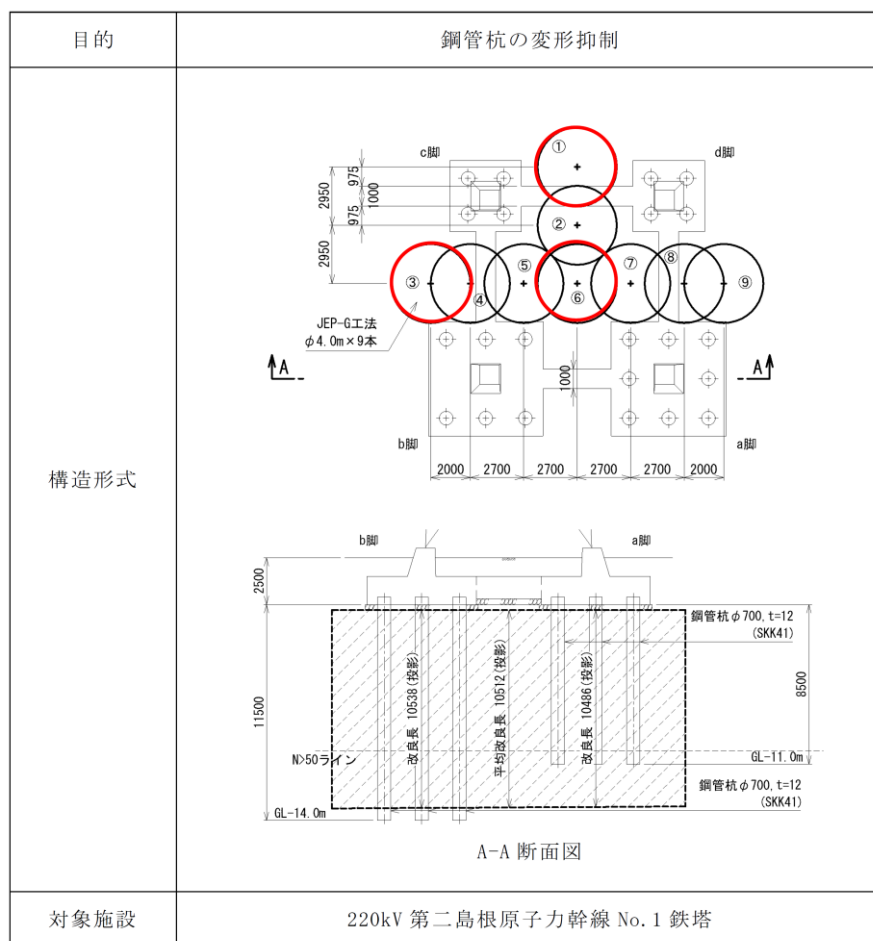 目的
鋼管杭の変形抑制
構造形式
c脚
d脚
①
②
③
④
⑤
⑥
⑦
⑧
⑨
2950
2950
975
1000
975
JEP-G工法
φ4.0m×9本
A
A
1000
b脚
a脚
2000
2700
2700
2700
2700
2000
b脚
a脚
2500
11500
8500
鋼管杭φ700, t=12
(SKK41)
改良長 10538(投影)
平均改良長 10512(投影)
改良長 10486(投影)
N>50ライン
GL-11.0m
鋼管杭φ700, t=12
(SKK41)
GL-14.0m
A-A 断面図
対象施設
220kV 第二島根原子力幹線 No.1 鉄塔